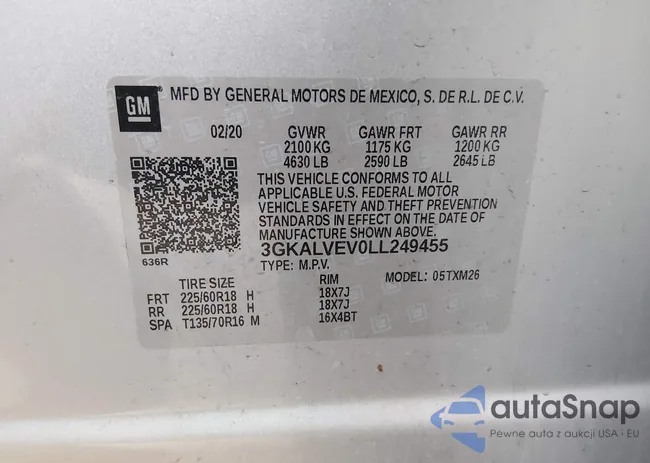 GM
MFD BY GENERAL MOTORS DE MEXICO, S. DE R.L. DE C.V.
02/20 GVWR GAWR FRT GAWR RR
2100 KG 1175 KG 1200 KG
4630 LB 2590 LB 2645 LB
THIS VEHICLE CONFORMS TO ALL
APPLICABLE U.S. FEDERAL MOTOR
VEHICLE SAFETY AND THEFT PREVENTION
STANDARDS IN EFFECT ON THE DATE OF
MANUFACTURE SHOWN ABOVE.
3GKALVEV0LL249455
636R
TYPE: M.P.V.
MODEL: 05TXM26
TIRE SIZE RIM
FRT 225/60R18 H 18X7J
RR 225/60R18 H 18X7J
SPA T135/70R16 M 16X4BT
autoSnap
Pewne auta z aukcji USA i EU